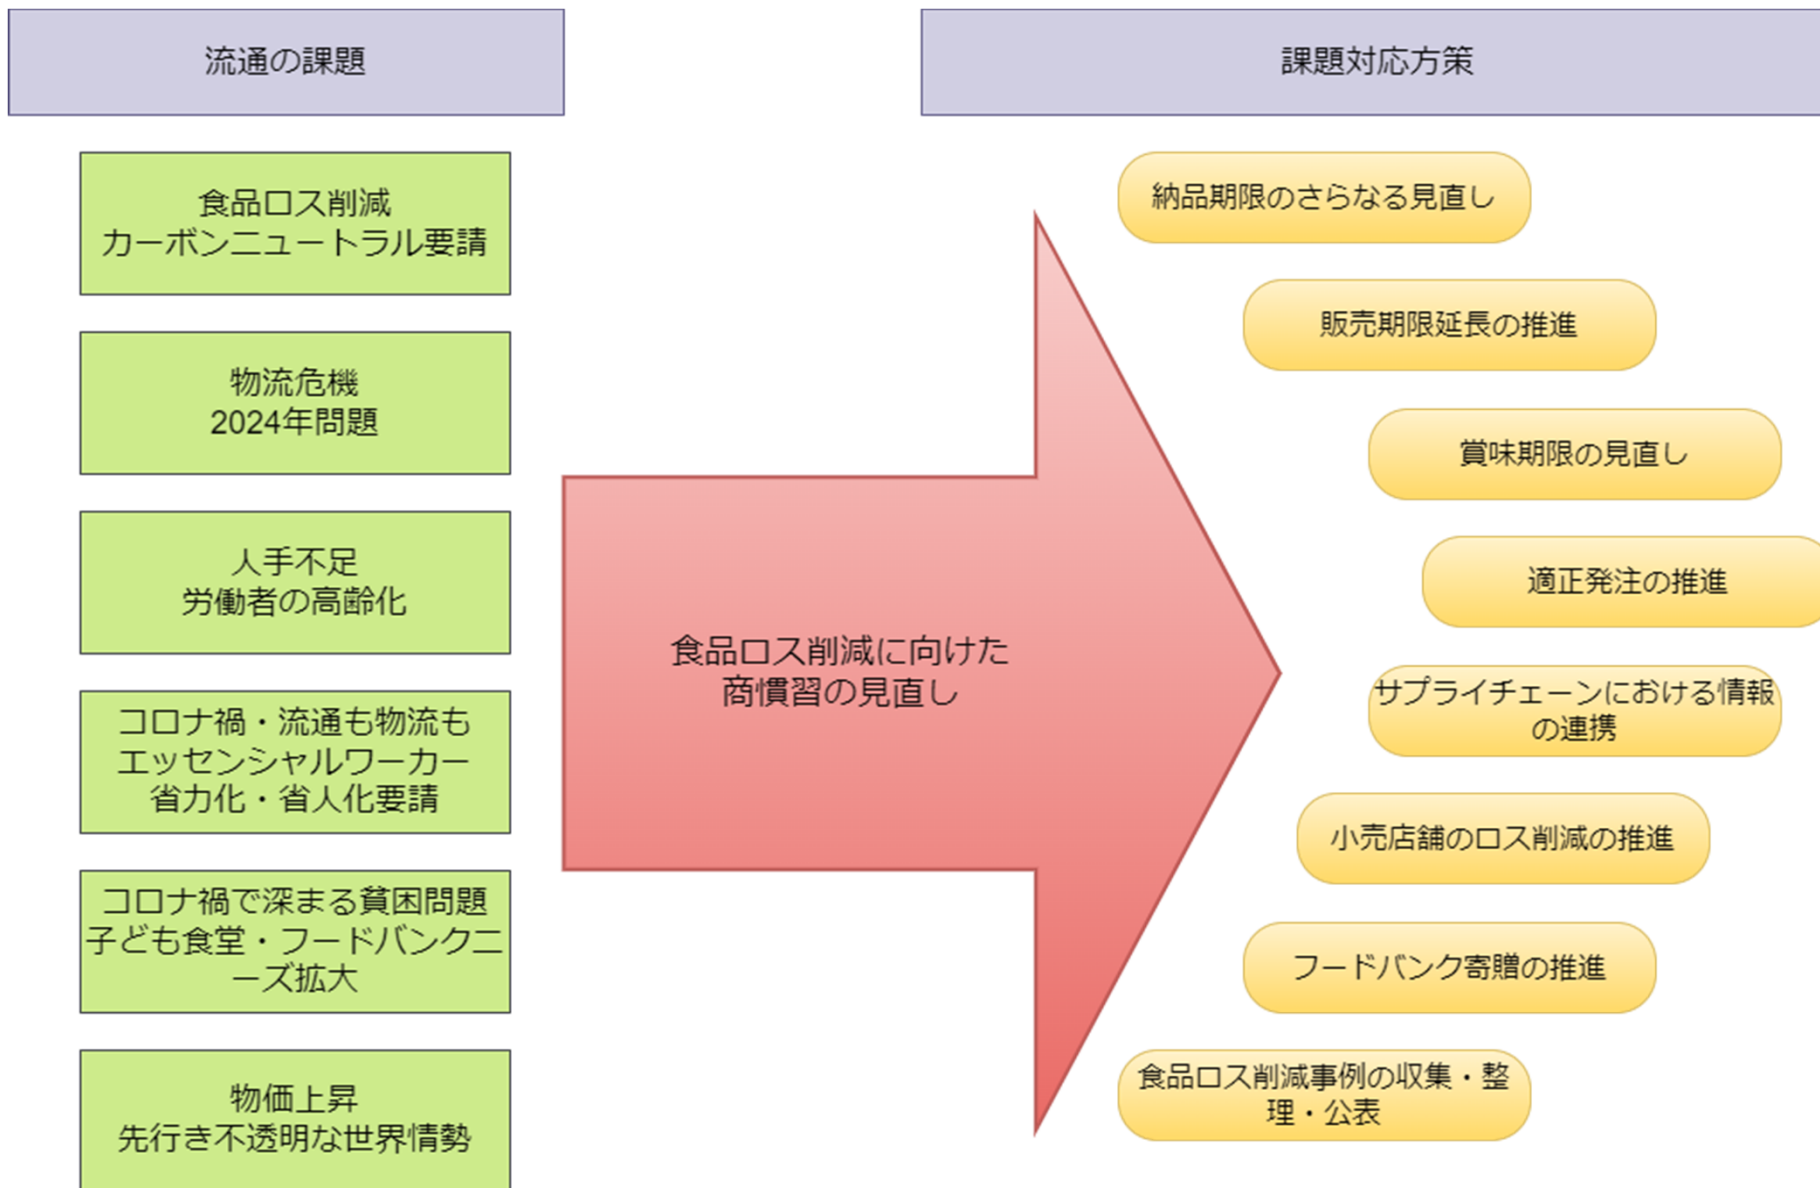 流通の課題
食品ロス削減
カーボンニュートラル要請
物流危機
2024年問題
人手不足
労働者の高齢化
コロナ禍・流通も物流も
エッセンシャルワーカー
省力化・省人化要請
コロナ禍で深まる貧困問題
子ども食堂・フードバンクニ
ーズ拡大
物価上昇
先行き不透明な世界情勢
食品ロス削減に向けた
商慣習の見直し
課題対応方策
納品期限のさらなる見直し
販売期限延長の推進
賞味期限の見直し
適正発注の推進
サプライチェーンにおける情報
の連携
小売店舗のロス削減の推進
フードバンク寄贈の推進
食品ロス削減事例の収集・整
理・公表